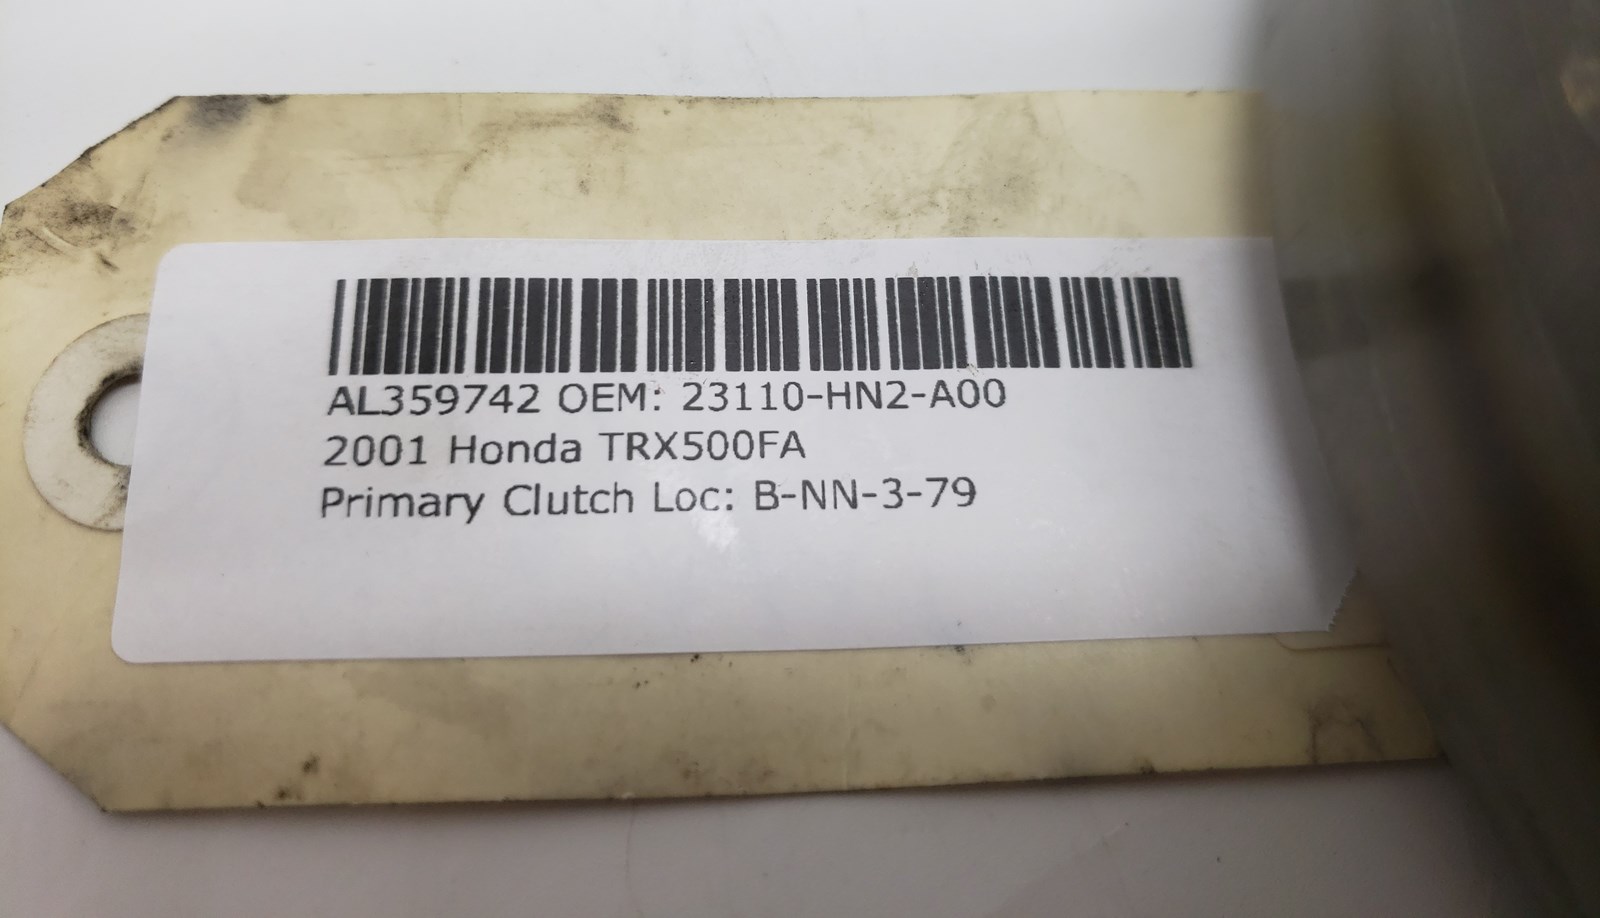 AL359742 OEM: 23110-HN2-A00
2001 Honda TRX500FA
Primary Clutch Loc: B-NN-3-79